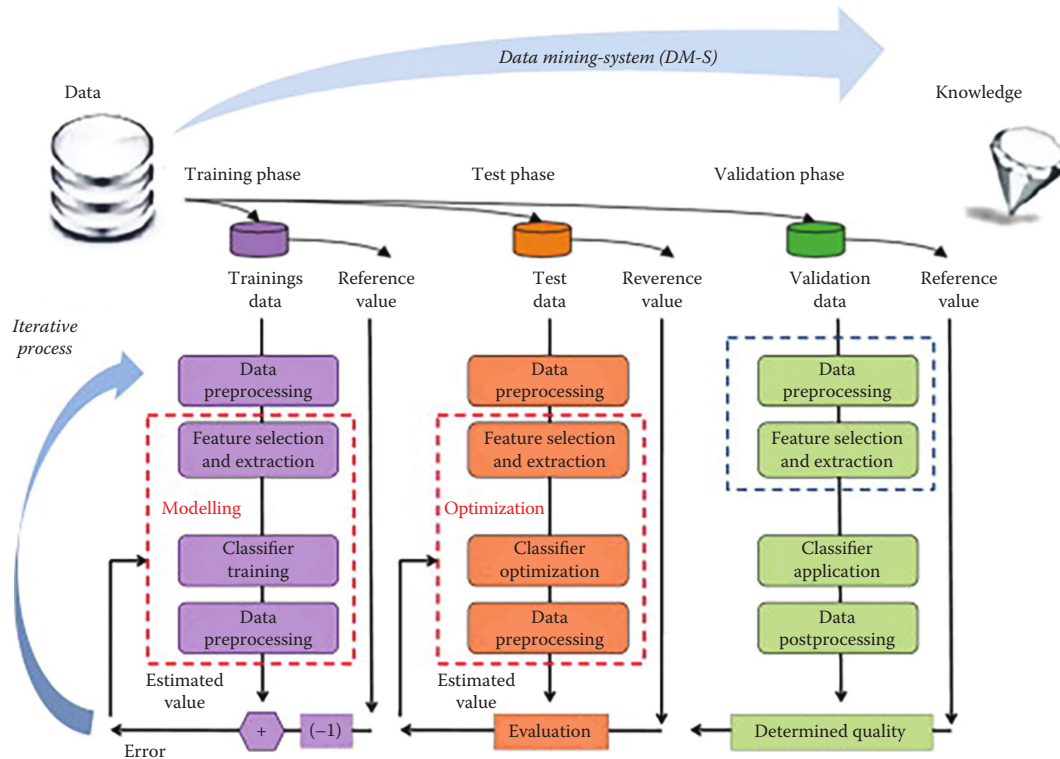 Data mining-system (DM-S)
Data
Knowledge
Training phase
Test phase
Validation phase
Trainings
data
Reference
value
Test
data
Reverence
value
Validation
data
Reference
value
Iterative
process
Data
preprocessing
Feature selection
and extraction
Modelling
Classifier
training
Data
preprocessing
Estimated
value
+
(−1)
Error
Data
preprocessing
Feature selection
and extraction
Optimization
Classifier
optimization
Data
preprocessing
Estimated
value
Evaluation
Data
preprocessing
Feature selection
and extraction
Classifier
application
Data
postprocessing
Determined quality